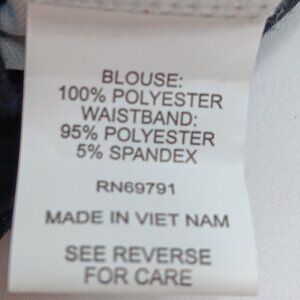 BLOUSE:
100% POLYESTER
WAISTBAND:
95% POLYESTER
5% SPANDEX
RN69791
MADE IN VIET NAM
SEE REVERSE
FOR CARE